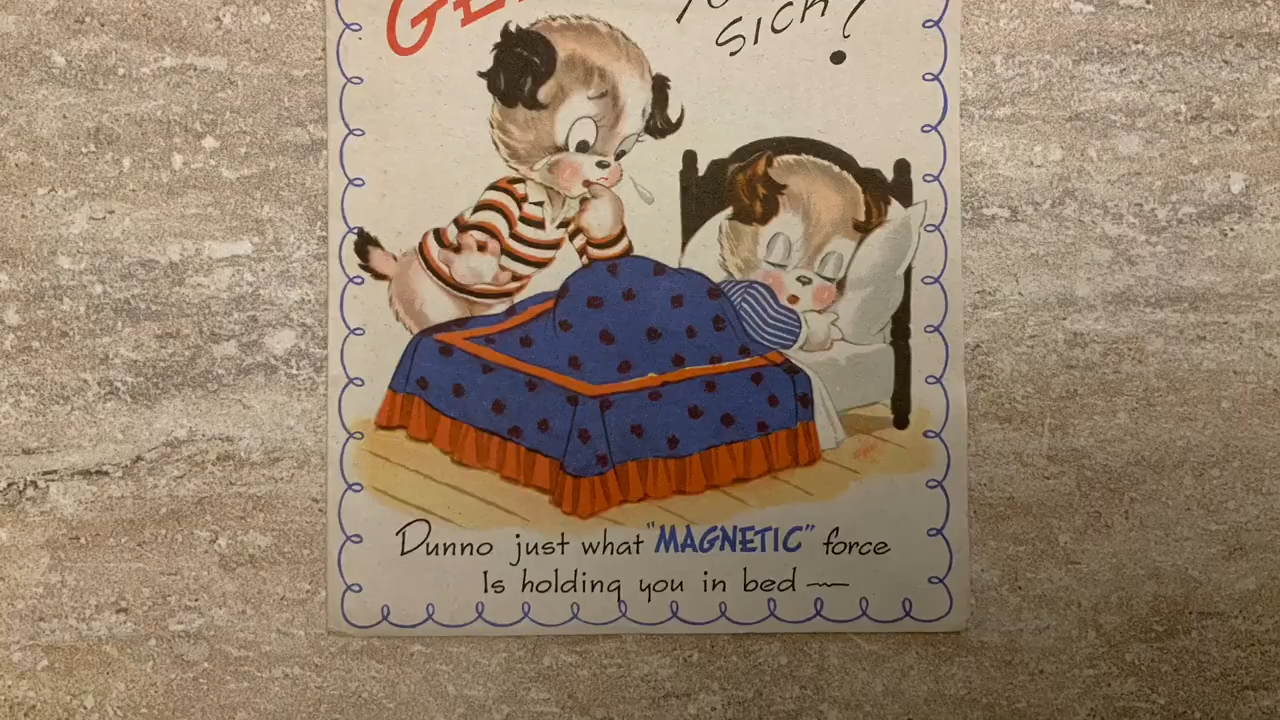 SICK?
Dunno just what "MAGNETIC" force
Is holding you in bed —